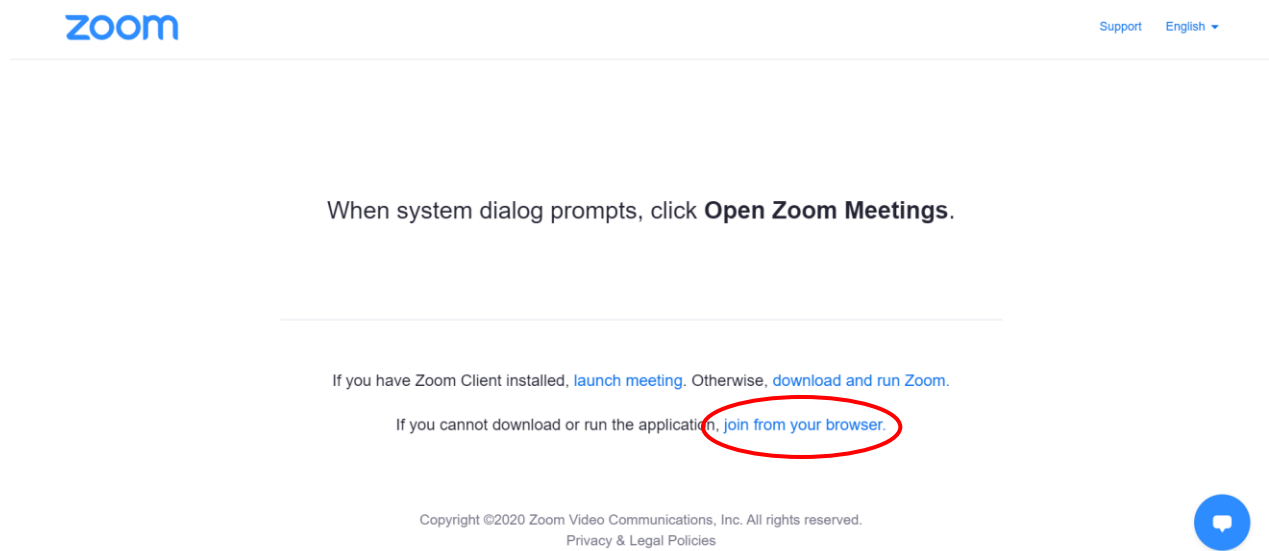 zoom
Support English
When system dialog prompts, click Open Zoom Meetings.
If you have Zoom Client installed, launch meeting. Otherwise, download and run Zoom.
If you cannot download or run the application, join from your browser.
Copyright ©2020 Zoom Video Communications, Inc. All rights reserved.
Privacy & Legal Policies